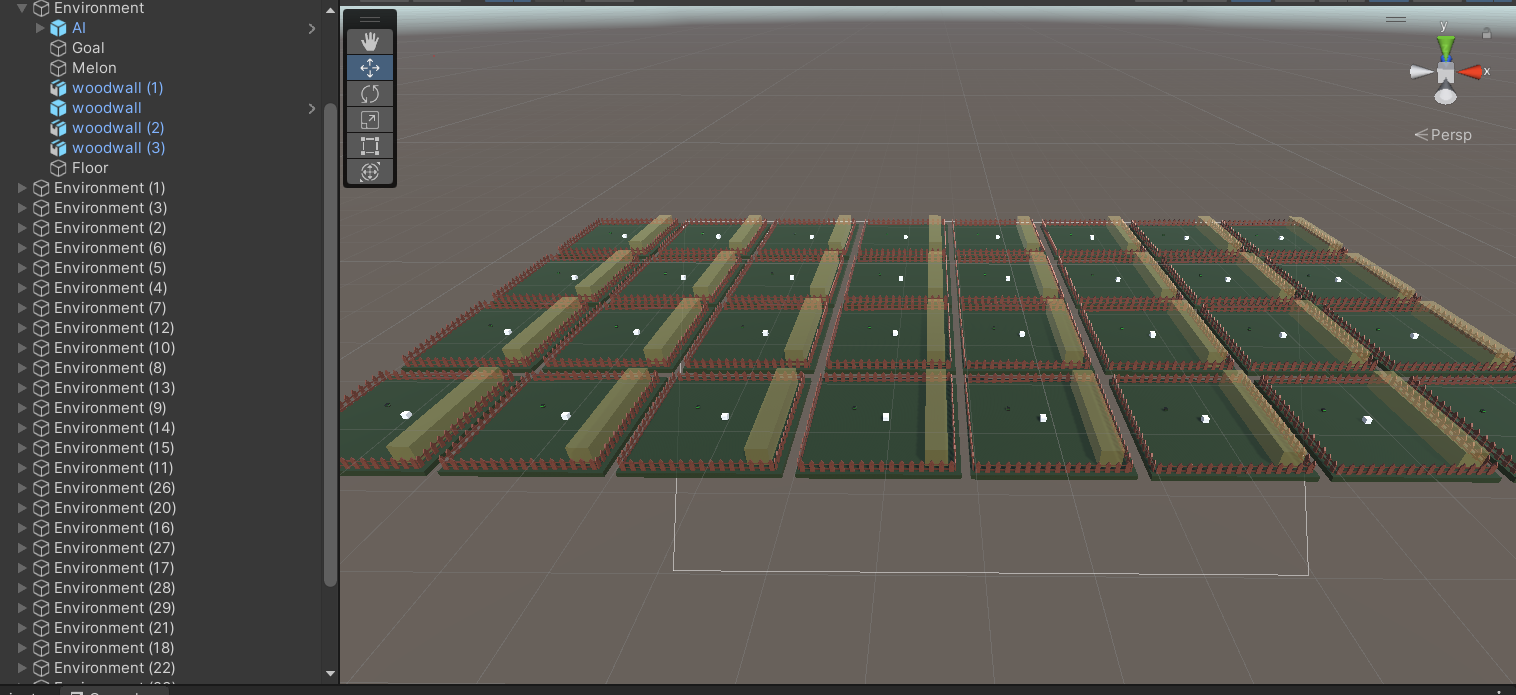 Environment
AI
Goal
Melon
woodwall (1)
woodwall
woodwall (2)
woodwall (3)
Floor
Environment (1)
Environment (3)
Environment (2)
Environment (6)
Environment (5)
Environment (4)
Environment (7)
Environment (12)
Environment (10)
Environment (8)
Environment (13)
Environment (9)
Environment (14)
Environment (15)
Environment (11)
Environment (26)
Environment (20)
Environment (16)
Environment (27)
Environment (17)
Environment (28)
Environment (29)
Environment (21)
Environment (18)
Environment (22)
y
x
Persp